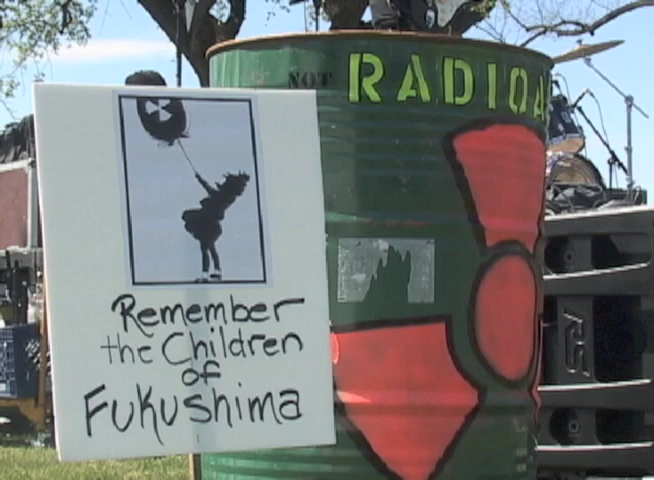 NOT RADIOA
Remember
the Children
of
Fukushima